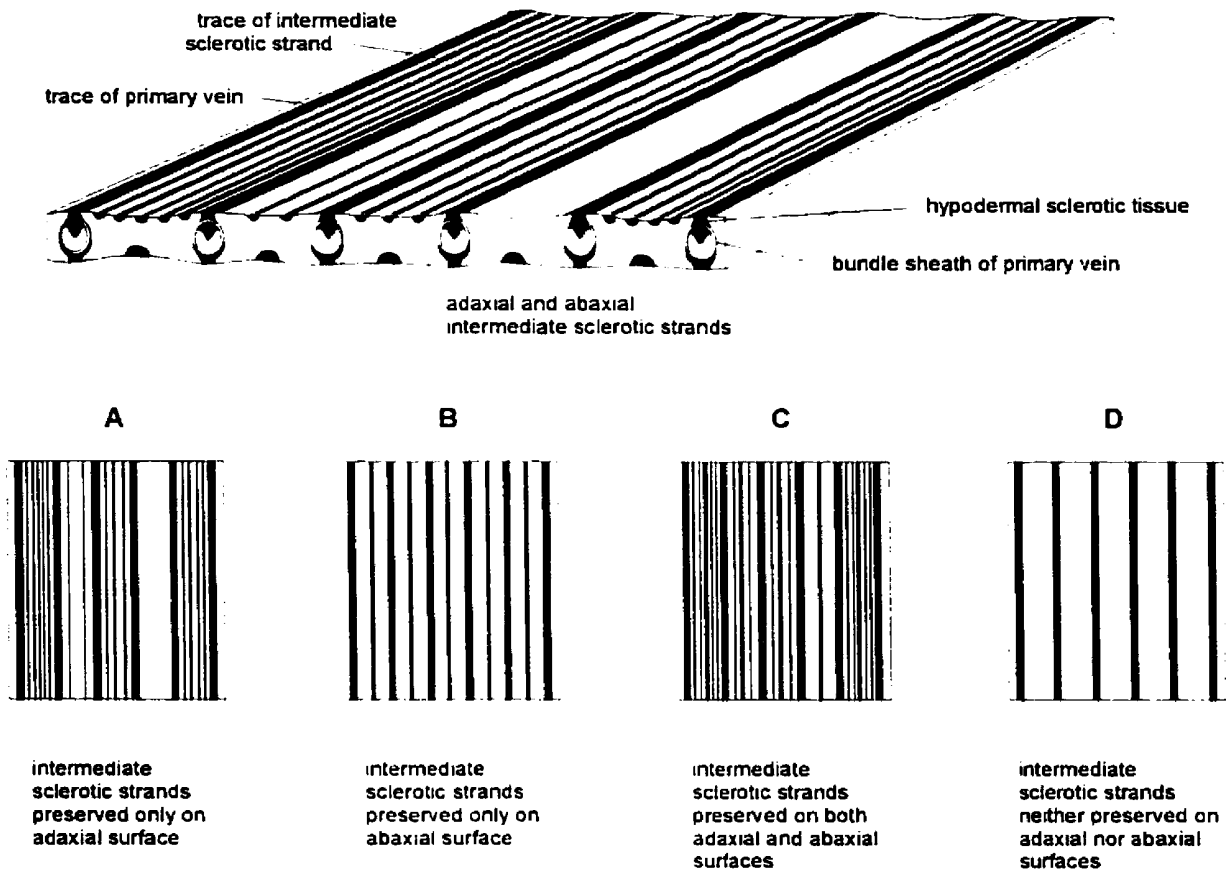 trace of intermediate
sclerotic strand
trace of primary vein
hypodermal sclerotic tissue
bundle sheath of primary vein
adaxial and abaxial
intermediate sclerotic strands
A
B
C
D
intermediate
sclerotic strands
preserved only on
adaxial surface
intermediate
sclerotic strands
preserved only on
abaxial surface
intermediate
sclerotic strands
preserved on both
adaxial and abaxial
surfaces
intermediate
sclerotic strands
neither preserved on
adaxial nor abaxial
surfaces